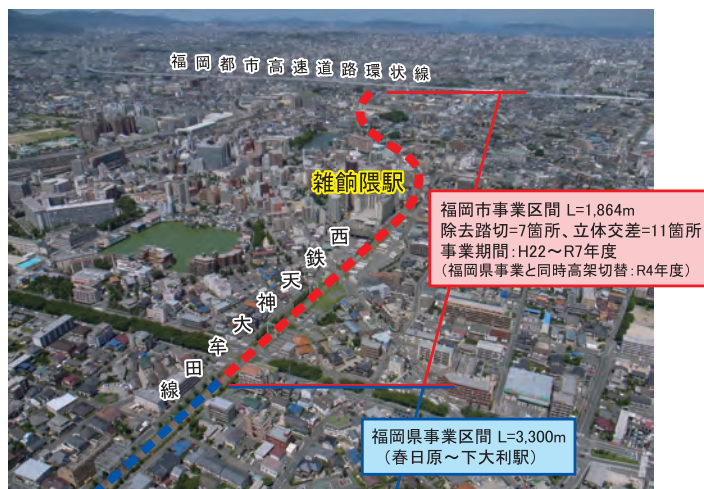 福岡都市高速道路環状線
雑餉隈駅
福岡市事業区間 L=1,864m
除去踏切=7箇所、立体交差=11箇所
事業期間:H22～R7年度
(福岡県事業と同時高架切替:R4年度)
西鉄天神大牟田線
福岡県事業区間 L=3,300m
(春日原～下大利駅)